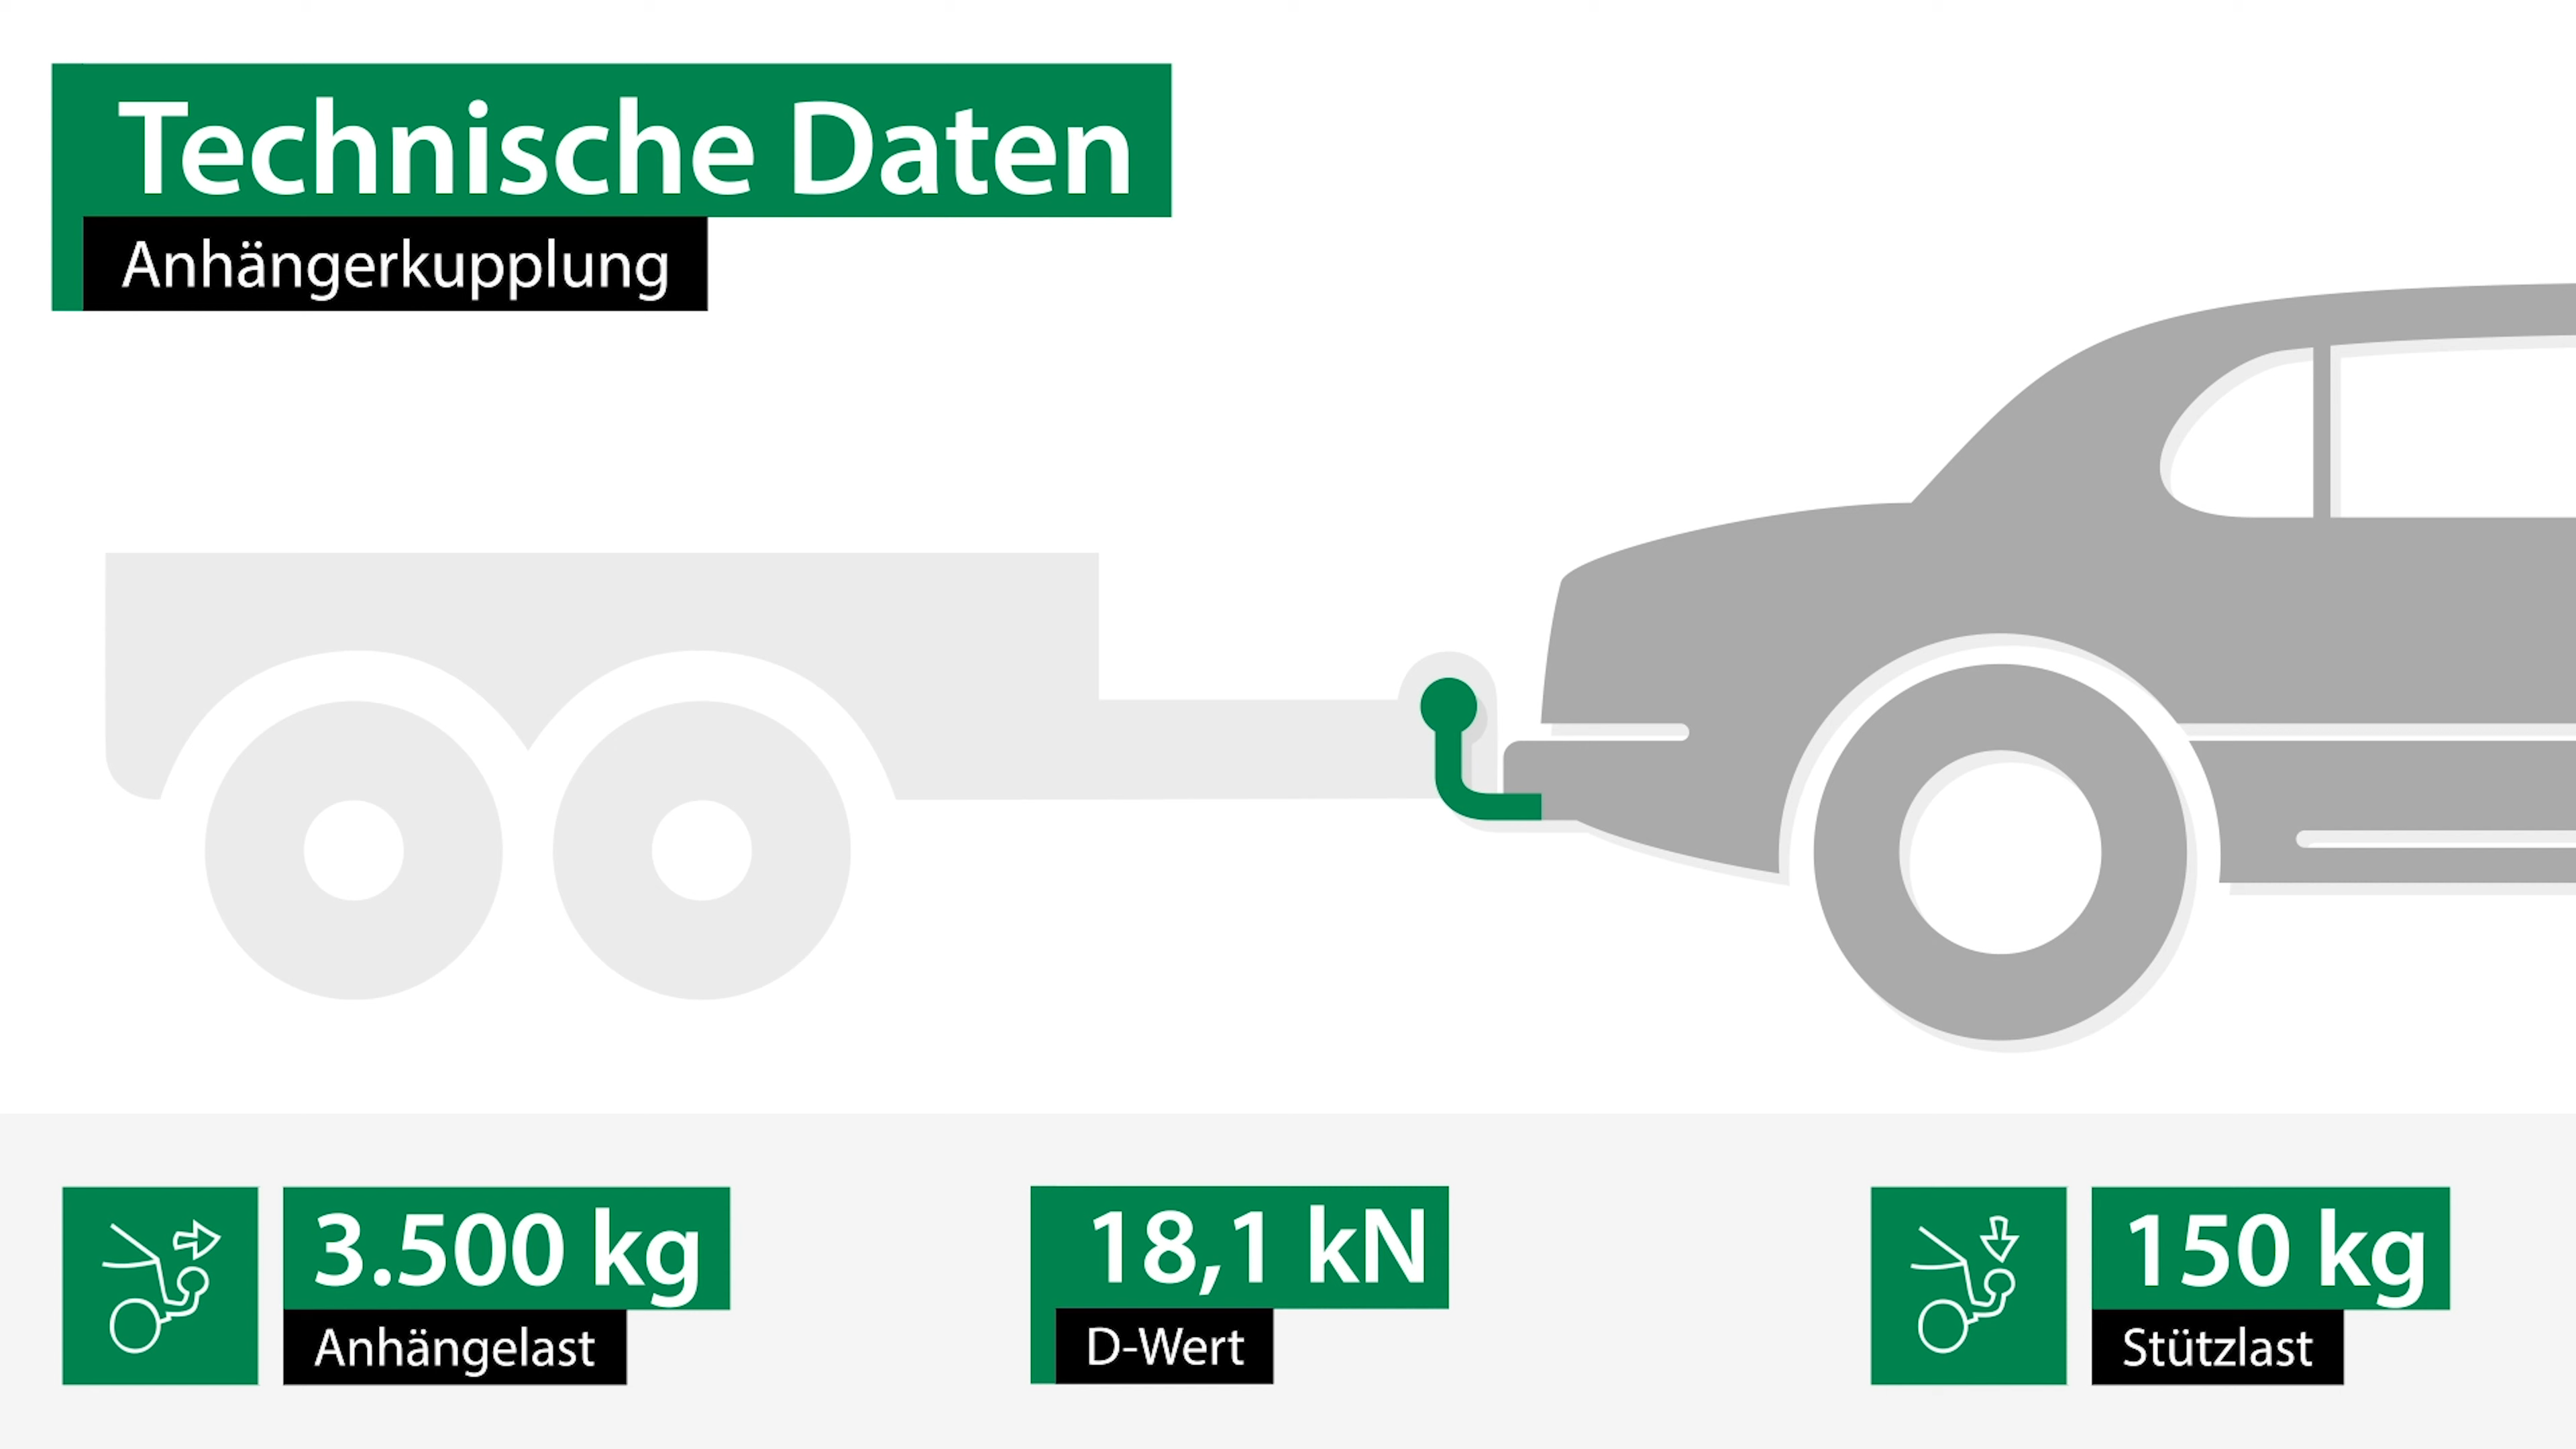 Technische Daten
Anhängerkupplung
3.500 kg
Anhängelast
18,1 kN
D-Wert
150 kg
Stützlast